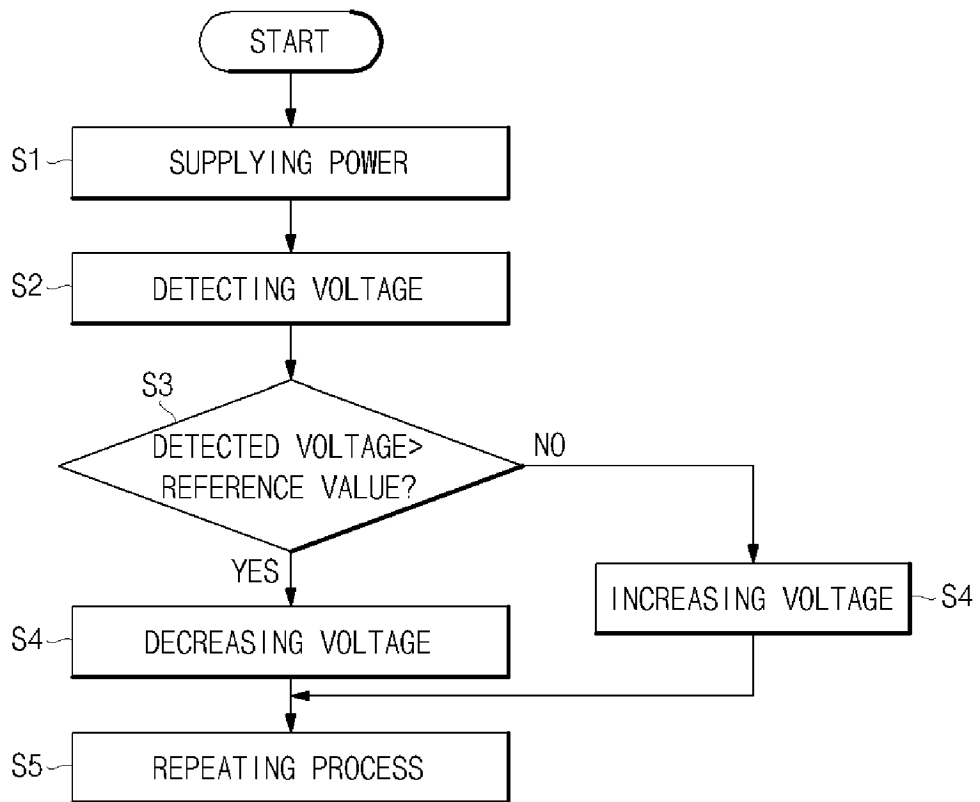 START
S1
SUPPLYING POWER
S2
DETECTING VOLTAGE
S3
DETECTED VOLTAGE>
REFERENCE VALUE?
NO
YES
S4
DECREASING VOLTAGE
INCREASING VOLTAGE
S4
S5
REPEATING PROCESS